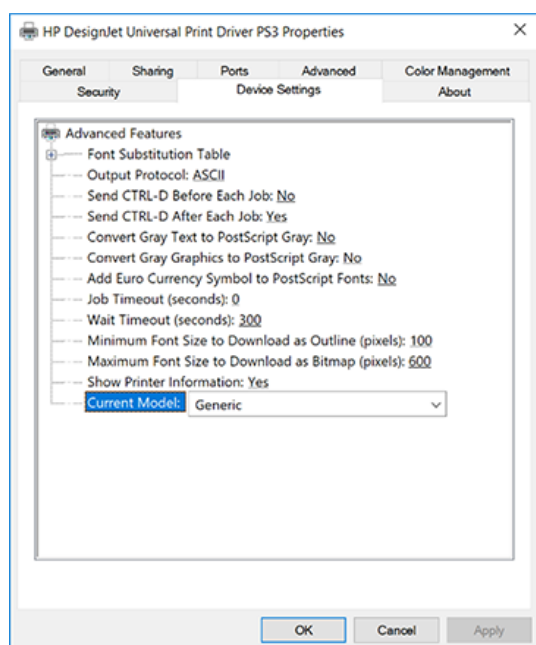 HP DesignJet Universal Print Driver PS3 Properties
General Sharing Ports Advanced Color Management
Security Device Settings About
Advanced Features
Font Substitution Table
Output Protocol: ASCII
Send CTRL-D Before Each Job: No
Send CTRL-D After Each Job: Yes
Convert Gray Text to PostScript Gray: No
Convert Gray Graphics to PostScript Gray: No
Add Euro Currency Symbol to PostScript Fonts: No
Job Timeout (seconds): 0
Wait Timeout (seconds): 300
Minimum Font Size to Download as Outline (pixels): 100
Maximum Font Size to Download as Bitmap (pixels): 600
Show Printer Information: Yes
Current Model: Generic
OK Cancel Apply